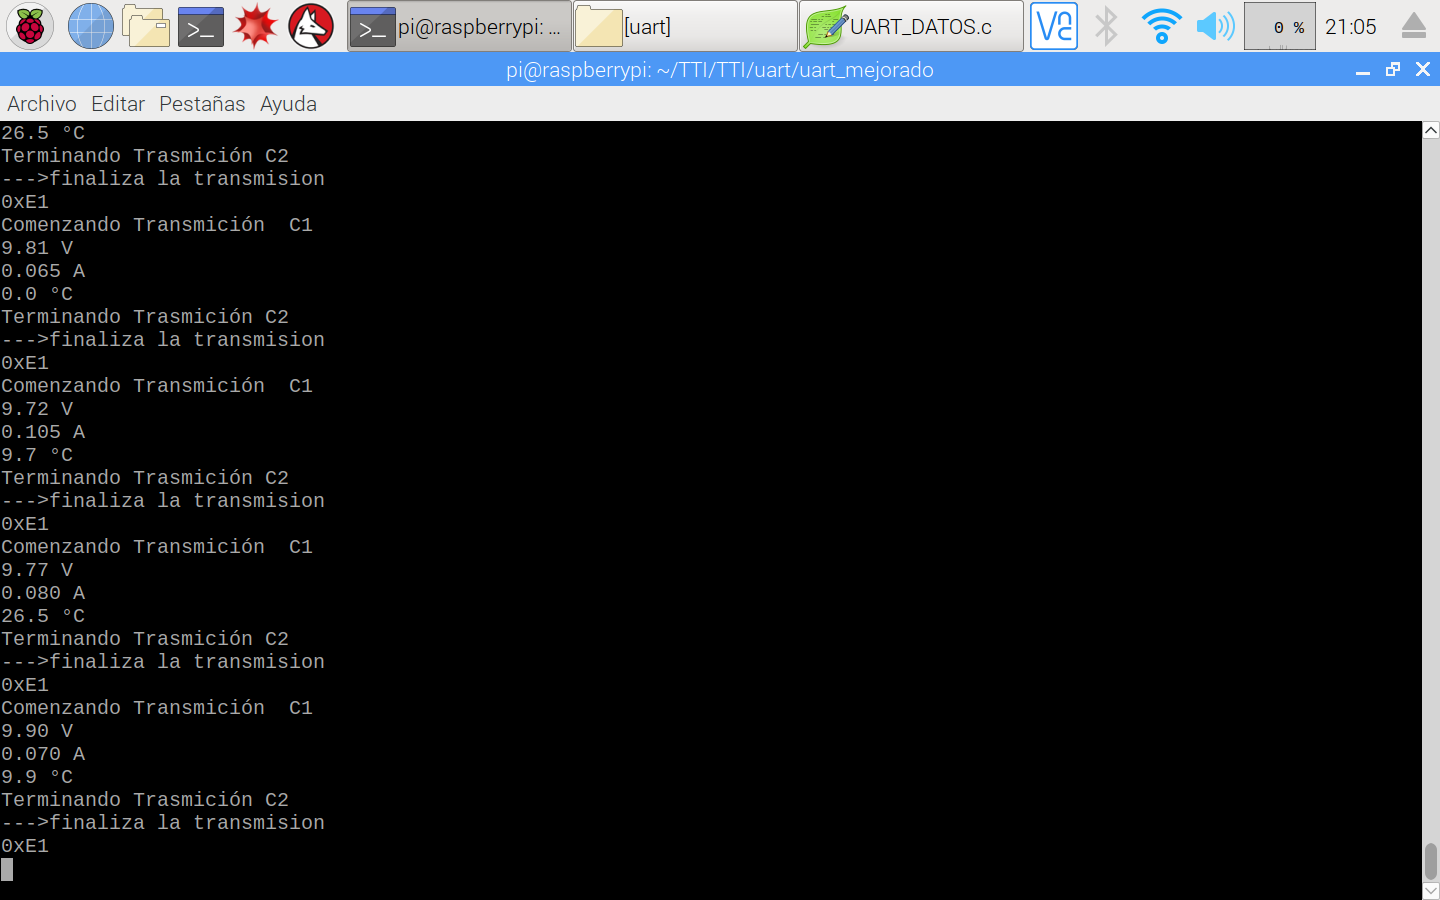 pi@raspberrypi: ...
[uart]
UART_DATOS.c
0 %
21:05
pi@raspberrypi: ~/TTI/TTI/uart/uart_mejorado
Archivo Editar Pestañas Ayuda
26.5 °C
Terminando Trasmición C2
--->finaliza la transmision
0xE1
Comenzando Transmición  C1
9.81 V
0.065 A
0.0 °C
Terminando Trasmición C2
--->finaliza la transmision
0xE1
Comenzando Transmición  C1
9.72 V
0.105 A
9.7 °C
Terminando Trasmición C2
--->finaliza la transmision
0xE1
Comenzando Transmición  C1
9.77 V
0.080 A
26.5 °C
Terminando Trasmición C2
--->finaliza la transmision
0xE1
Comenzando Transmición  C1
9.90 V
0.070 A
9.9 °C
Terminando Trasmición C2
--->finaliza la transmision
0xE1